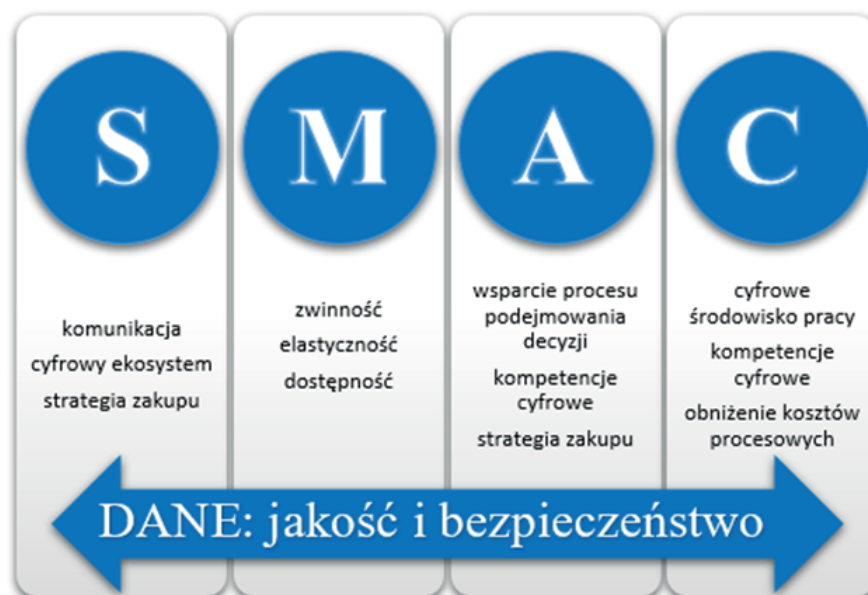 S
komunikacja
cyfrowy ekosystem
strategia zakupu
M
zwinność
elastyczność
dostępność
A
wsparcie procesu
podejmowania
decyzji
kompetencje
cyfrowe
strategia zakupu
C
cyfrowe
środowisko pracy
kompetencje
cyfrowe
obniżenie kosztów
procesowych
DANE: jakość i bezpieczeństwo